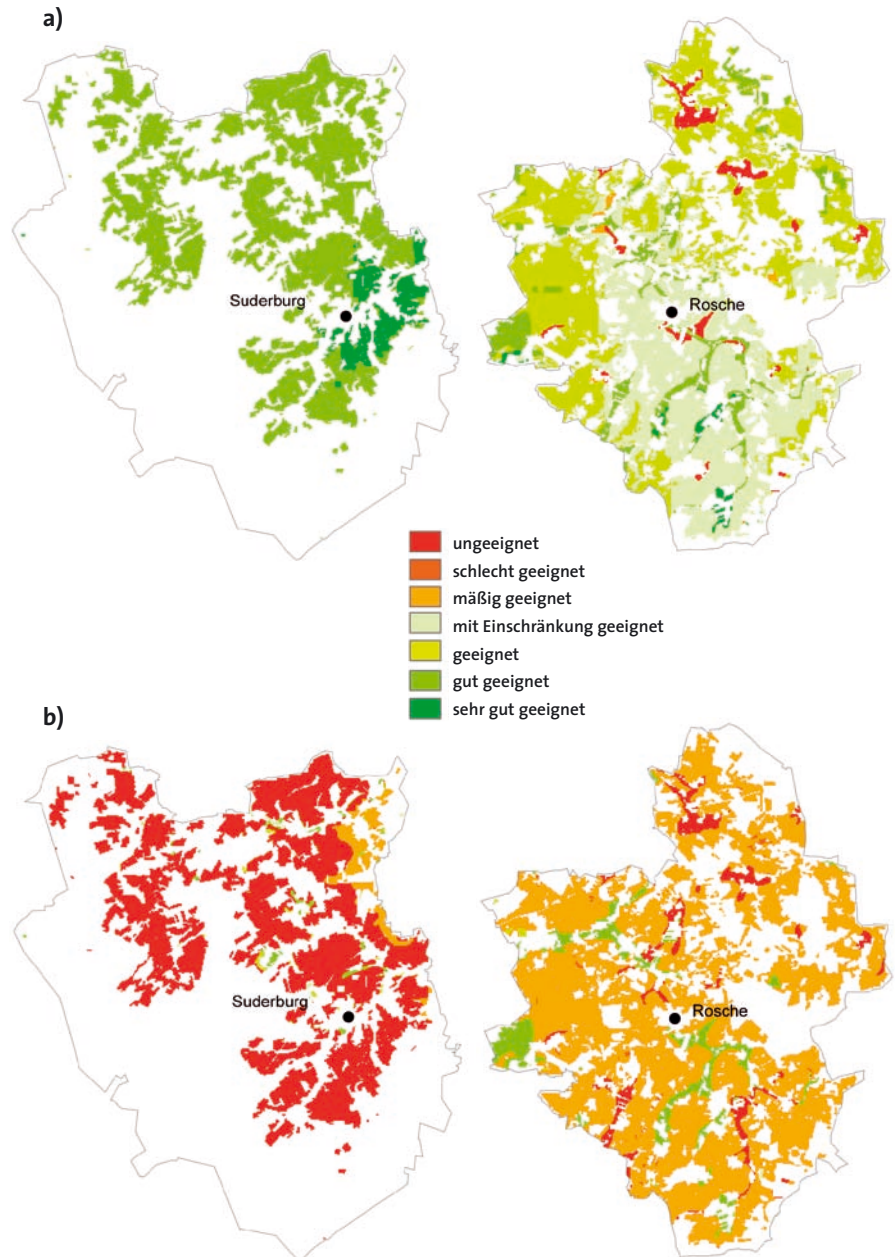 a)
Suderburg
Rosche
ungeeignet
schlecht geeignet
mäßig geeignet
mit Einschränkung geeignet
geeignet
gut geeignet
sehr gut geeignet
b)
Suderburg
Rosche